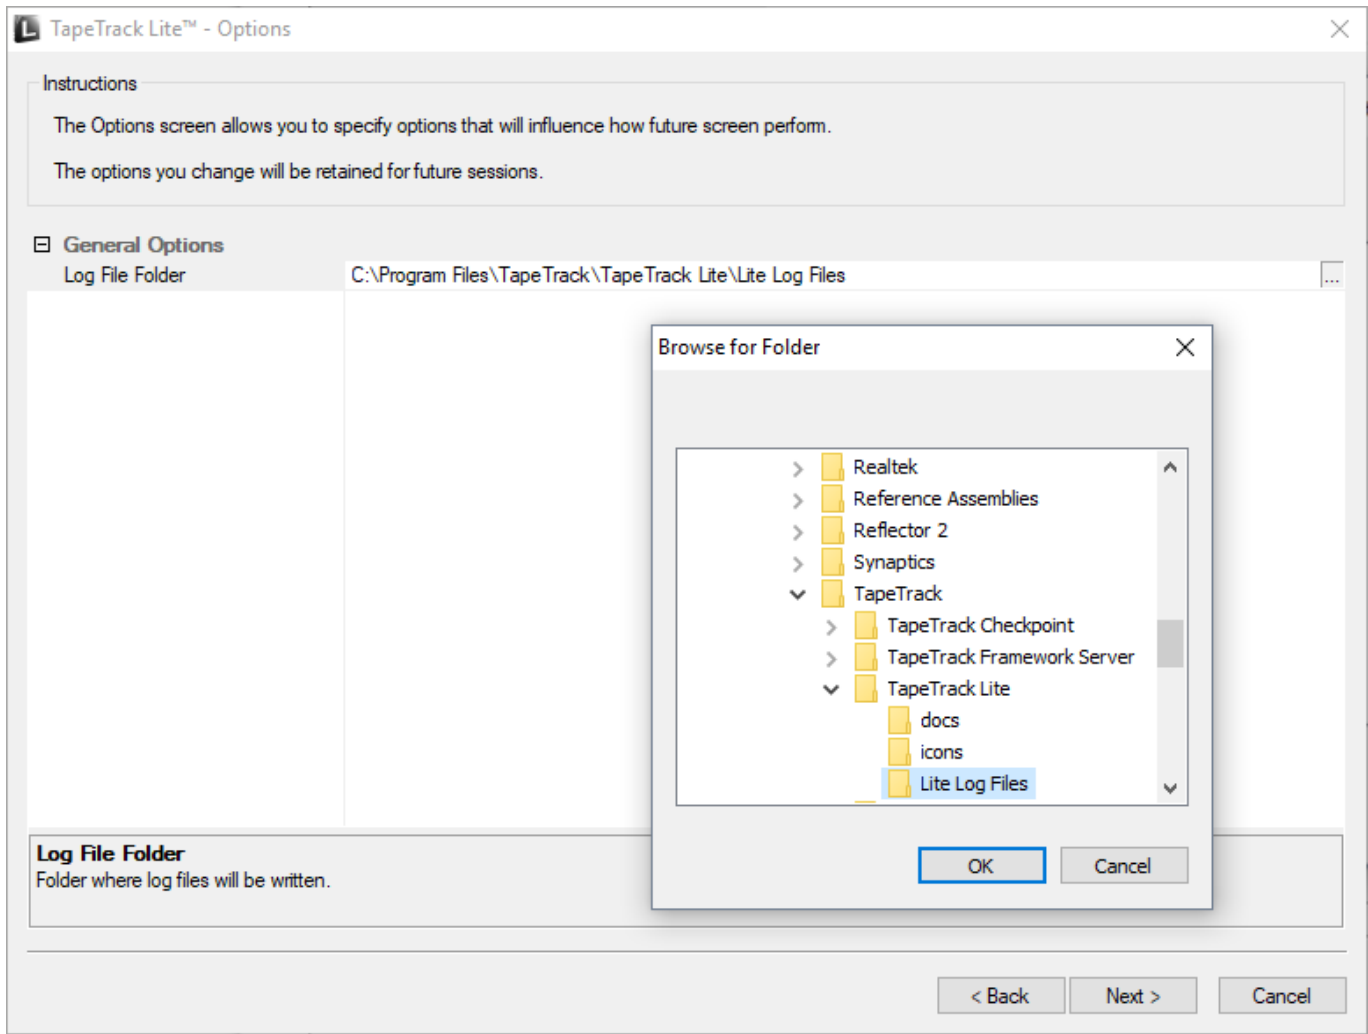 TapeTrack Lite™ - Options
Instructions
The Options screen allows you to specify options that will influence how future screen perform.
The options you change will be retained for future sessions.
General Options
Log File Folder C:\Program Files\TapeTrack\TapeTrack Lite\Lite Log Files ...
Browse for Folder
Realtek
Reference Assemblies
Reflector 2
Synaptics
TapeTrack
TapeTrack Checkpoint
TapeTrack Framework Server
TapeTrack Lite
docs
icons
Lite Log Files
OK Cancel
Log File Folder
Folder where log files will be written.
< Back Next > Cancel